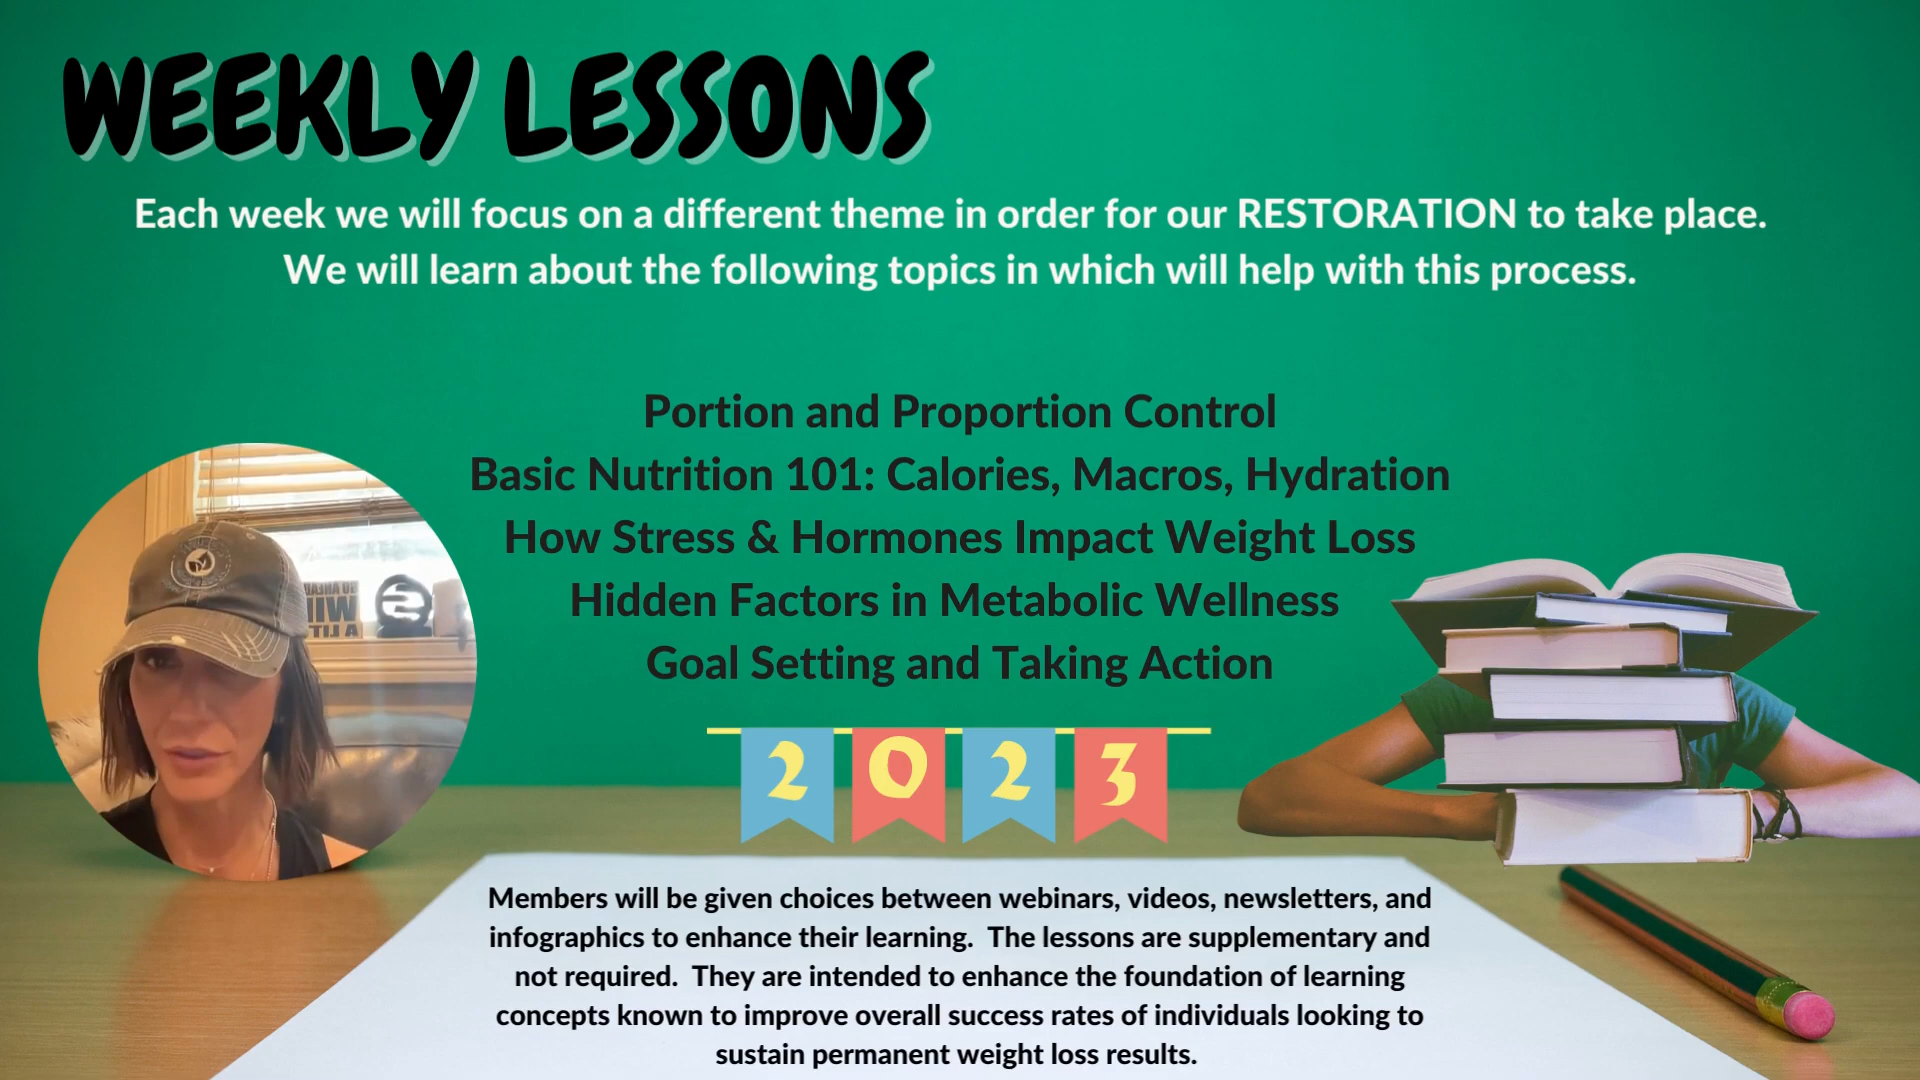 WEEKLY LESSONS
Each week we will focus on a different theme in order for our RESTORATION to take place.
We will learn about the following topics in which will help with this process.
Portion and Proportion Control
Basic Nutrition 101: Calories, Macros, Hydration
How Stress & Hormones Impact Weight Loss
Hidden Factors in Metabolic Wellness
Goal Setting and Taking Action
2023
Members will be given choices between webinars, videos, newsletters, and
infographics to enhance their learning.  The lessons are supplementary and
not required.  They are intended to enhance the foundation of learning
concepts known to improve overall success rates of individuals looking to
sustain permanent weight loss results.